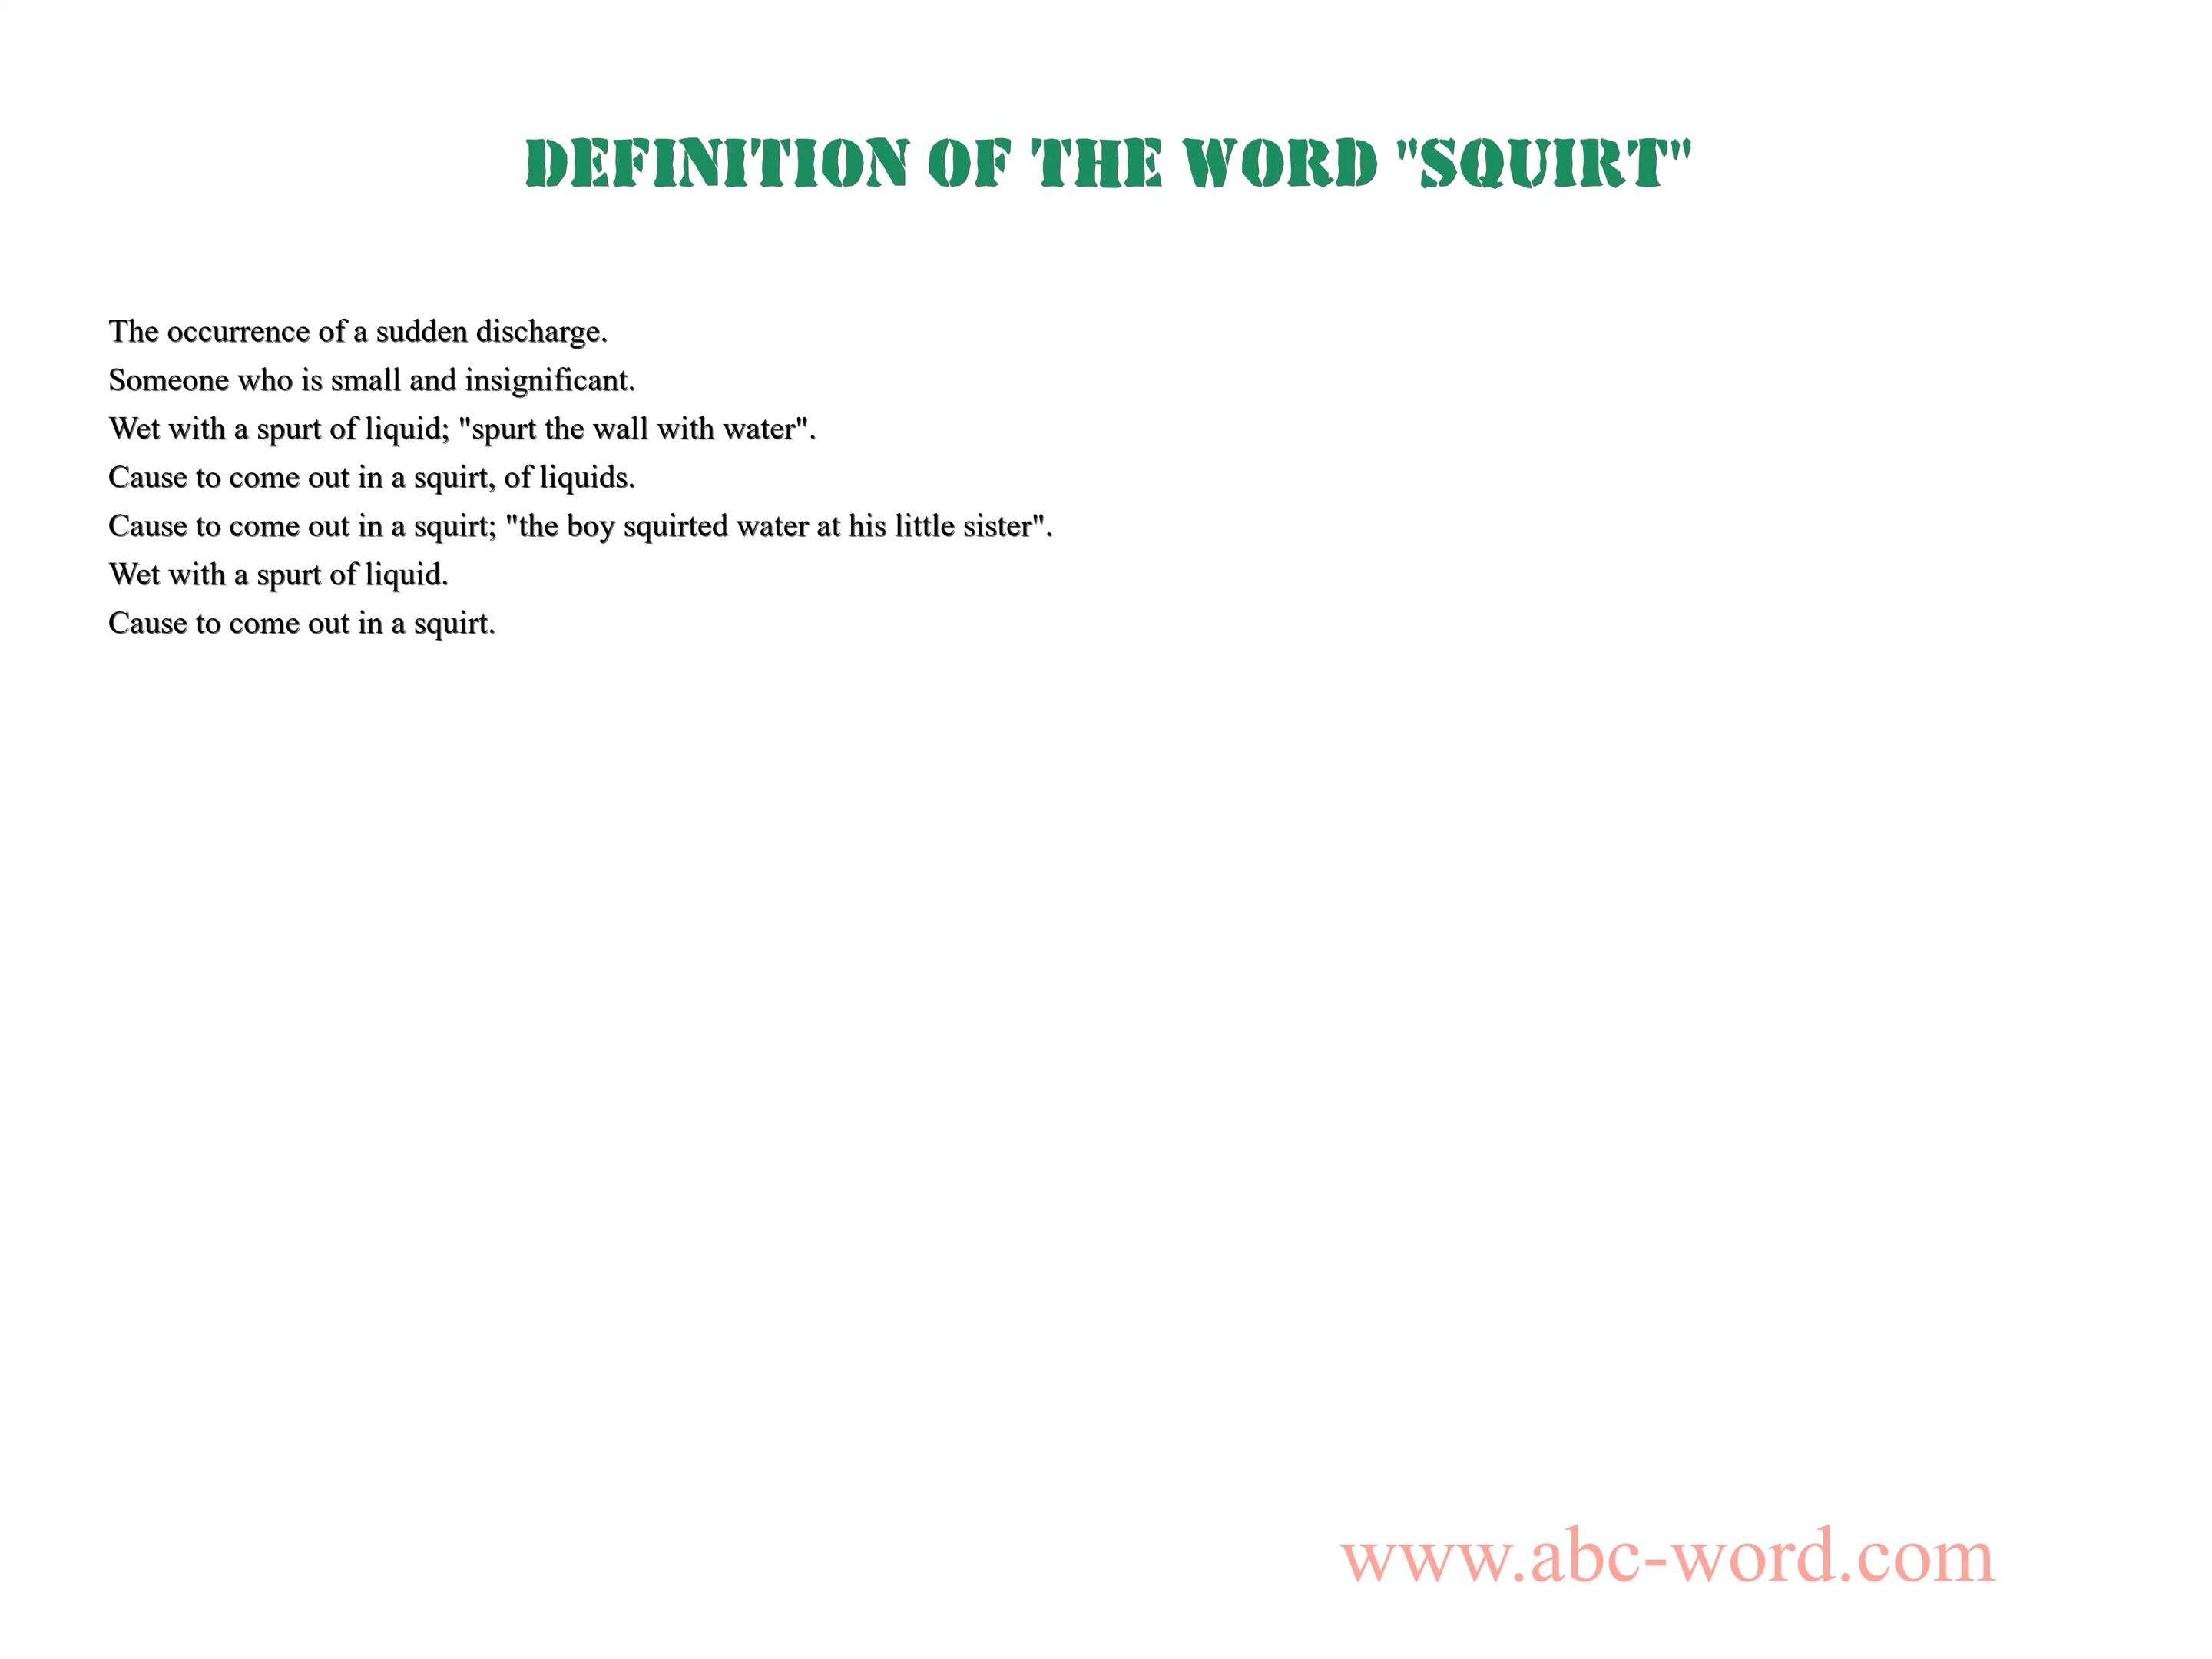 DEFINITION OF THE WORD "SQUIRT"
The occurrence of a sudden discharge.
Someone who is small and insignificant.
Wet with a spurt of liquid; "spurt the wall with water".
Cause to come out in a squirt, of liquids.
Cause to come out in a squirt; "the boy squirted water at his little sister".
Wet with a spurt of liquid.
Cause to come out in a squirt.
www.abc-word.com